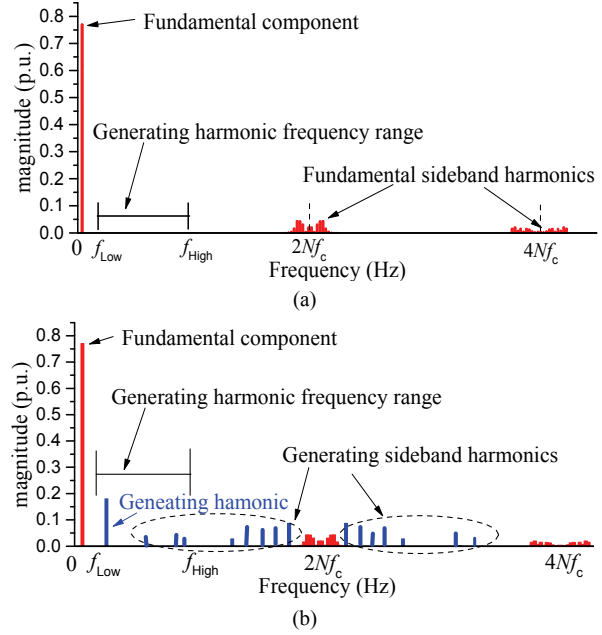 0.8
Fundamental component
0.7
0.6
0.5
0.4
Generating harmonic frequency range
0.3
Fundamental sideband harmonics
0.2
0.1
0.0
magnitude (p.u.)
0 fLow fHigh 2Nfc 4Nfc
Frequency (Hz)
(a)
0.8
Fundamental component
0.7
0.6
Generating harmonic frequency range
0.5
0.4
Generating sideband harmonics
0.3
0.2
Geneating hamonic
0.1
0.0
magnitude (p.u.)
0 fLow fHigh 2Nfc 4Nfc
Frequency (Hz)
(b)